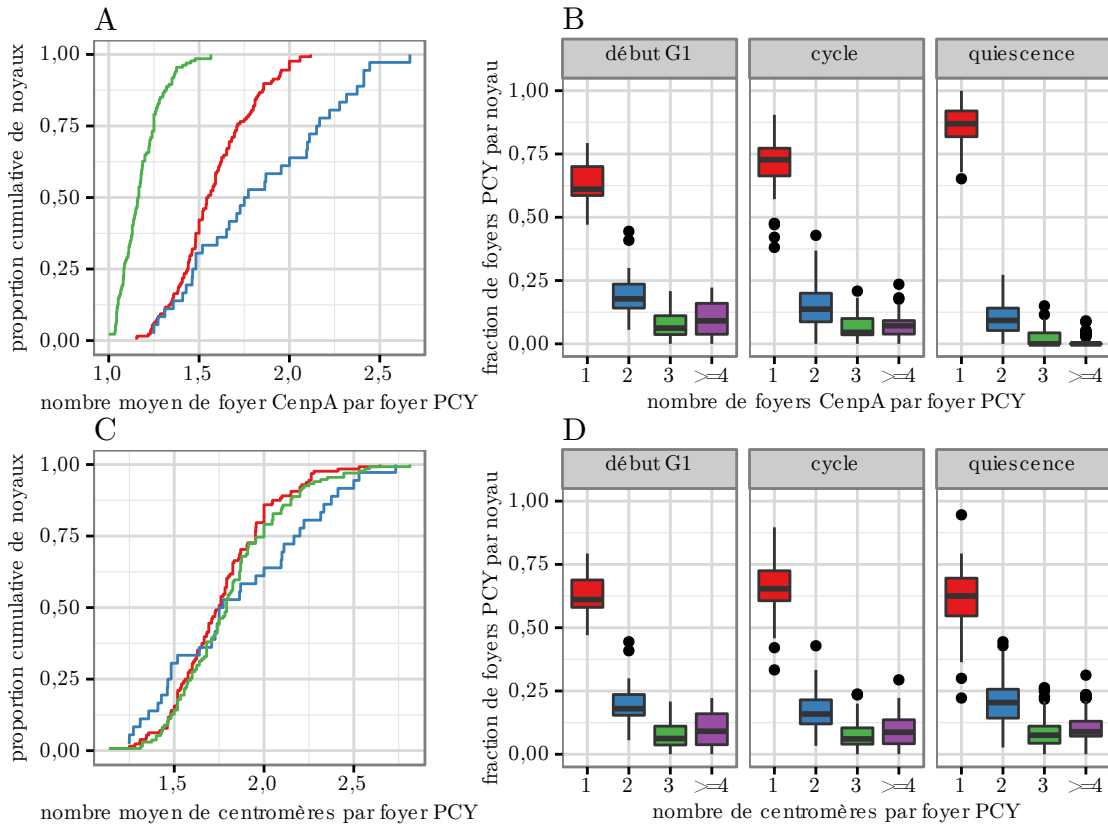 A
proportion cumulative de noyaux
1,00
0,75
0,50
0,25
0,00
1,0
1,5
2,0
2,5
nombre moyen de foyer CenpA par foyer PCY
B
début G1
cycle
quiescence
fraction de foyers PCY par noyau
1,00
0,75
0,50
0,25
0,00
1
2
3
>=4
1
2
3
>=4
1
2
3
>=4
nombre de foyers CenpA par foyer PCY
C
proportion cumulative de noyaux
1,00
0,75
0,50
0,25
0,00
1,5
2,0
2,5
nombre moyen de centromères par foyer PCY
D
début G1
cycle
quiescence
fraction de foyers PCY par noyau
1,00
0,75
0,50
0,25
0,00
1
2
3
>=4
1
2
3
>=4
1
2
3
>=4
nombre de centromères par foyer PCY